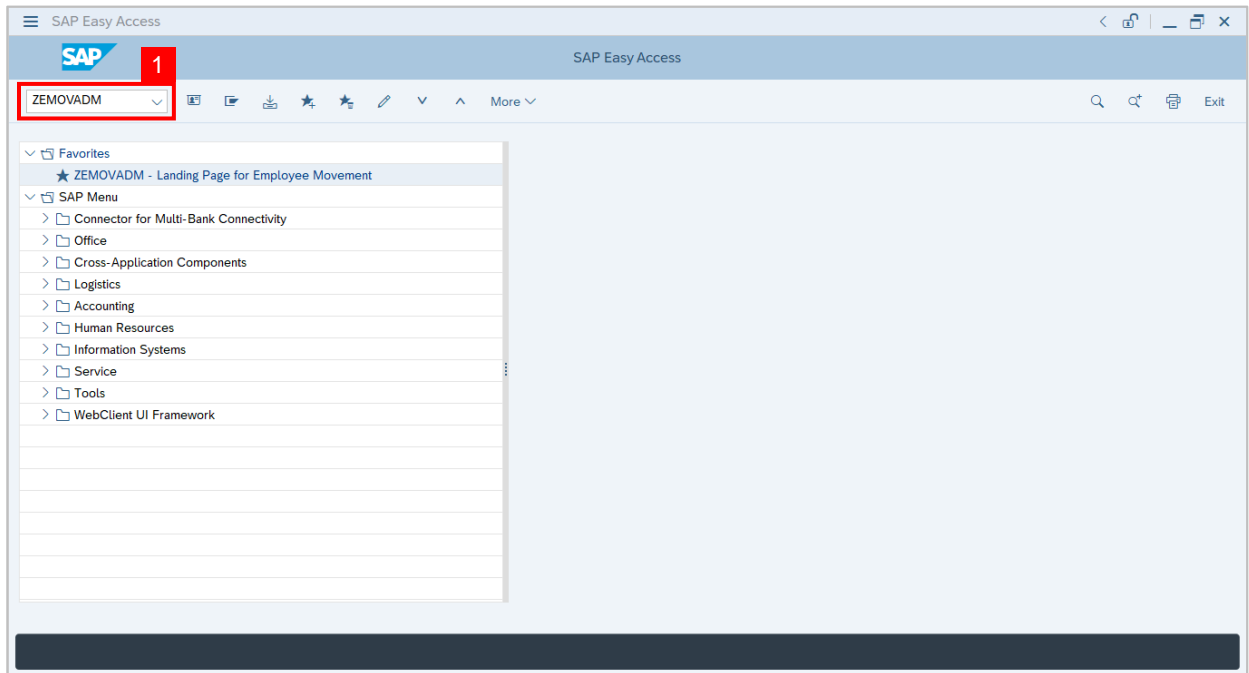 SAP Easy Access
SAP
1
SAP Easy Access
ZEMOVADM
More
Exit
Favorites
ZEMOVADM - Landing Page for Employee Movement
SAP Menu
Connector for Multi-Bank Connectivity
Office
Cross-Application Components
Logistics
Accounting
Human Resources
Information Systems
Service
Tools
WebClient UI Framework